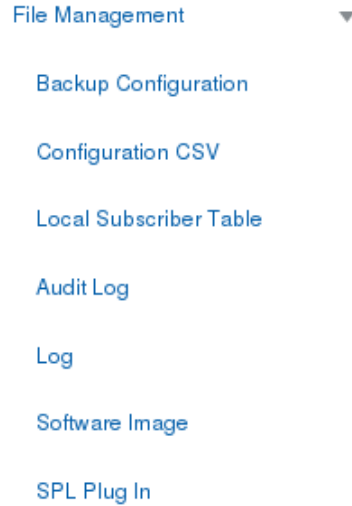 File Management
Backup Configuration
Configuration CSV
Local Subscriber Table
Audit Log
Log
Software Image
SPL Plug In